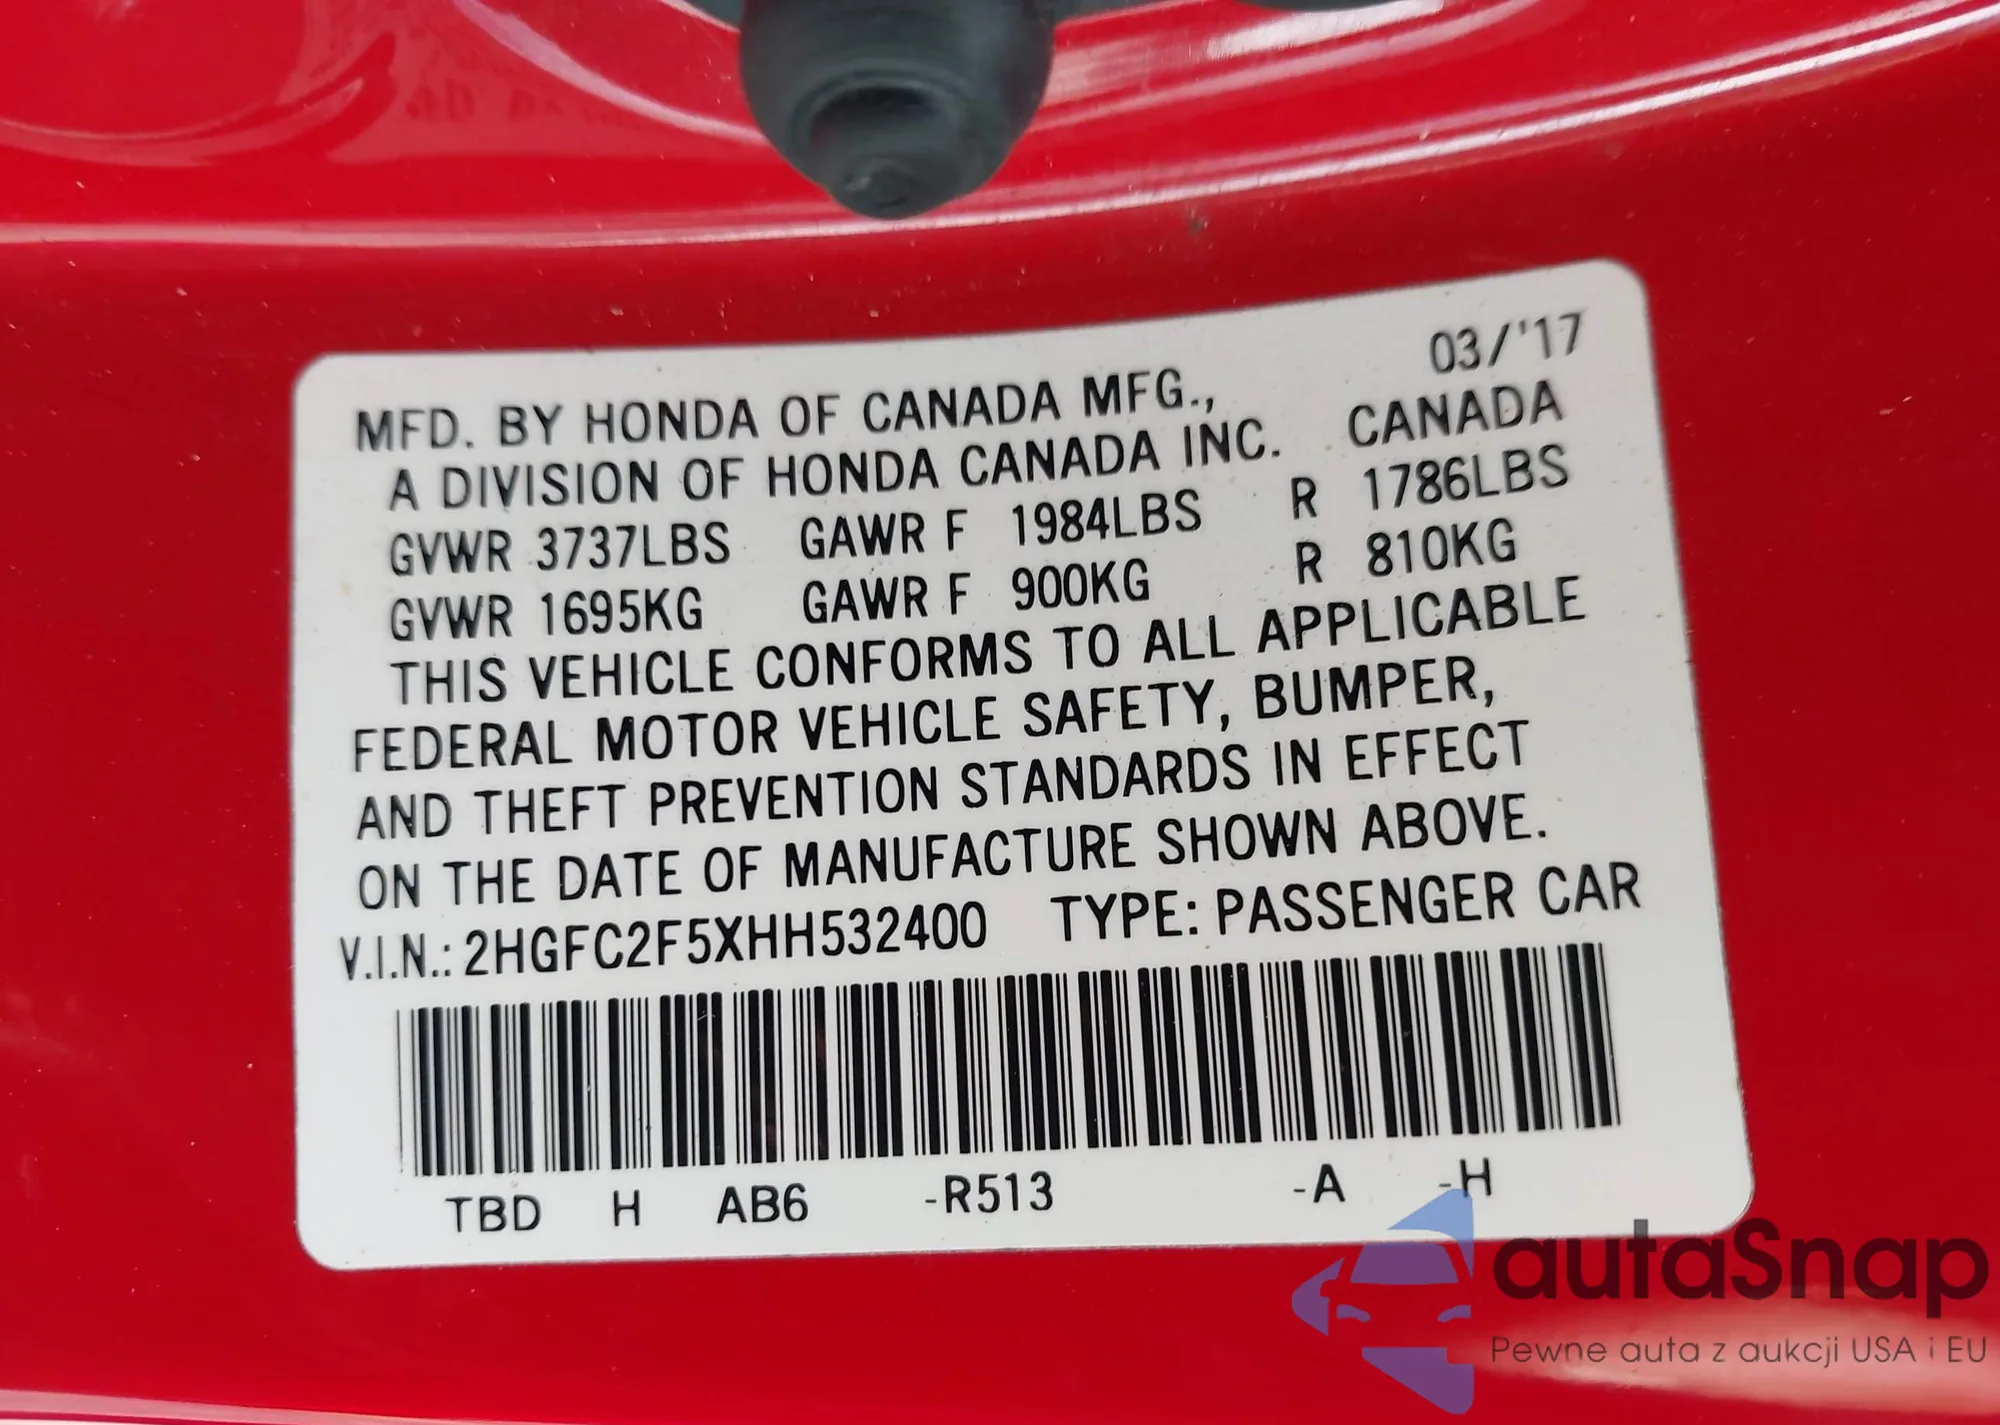 03/'17
MFD. BY HONDA OF CANADA MFG.,
A DIVISION OF HONDA CANADA INC. CANADA
GVWR 3737LBS GAWR F 1984LBS R 1786LBS
GVWR 1695KG GAWR F 900KG R 810KG
THIS VEHICLE CONFORMS TO ALL APPLICABLE
FEDERAL MOTOR VEHICLE SAFETY, BUMPER,
AND THEFT PREVENTION STANDARDS IN EFFECT
ON THE DATE OF MANUFACTURE SHOWN ABOVE.
V.I.N.: 2HGFC2F5XHH532400 TYPE: PASSENGER CAR
TBD H AB6 -R513 -A -H
autaSnap
Pewne auta z aukcji USA i EU